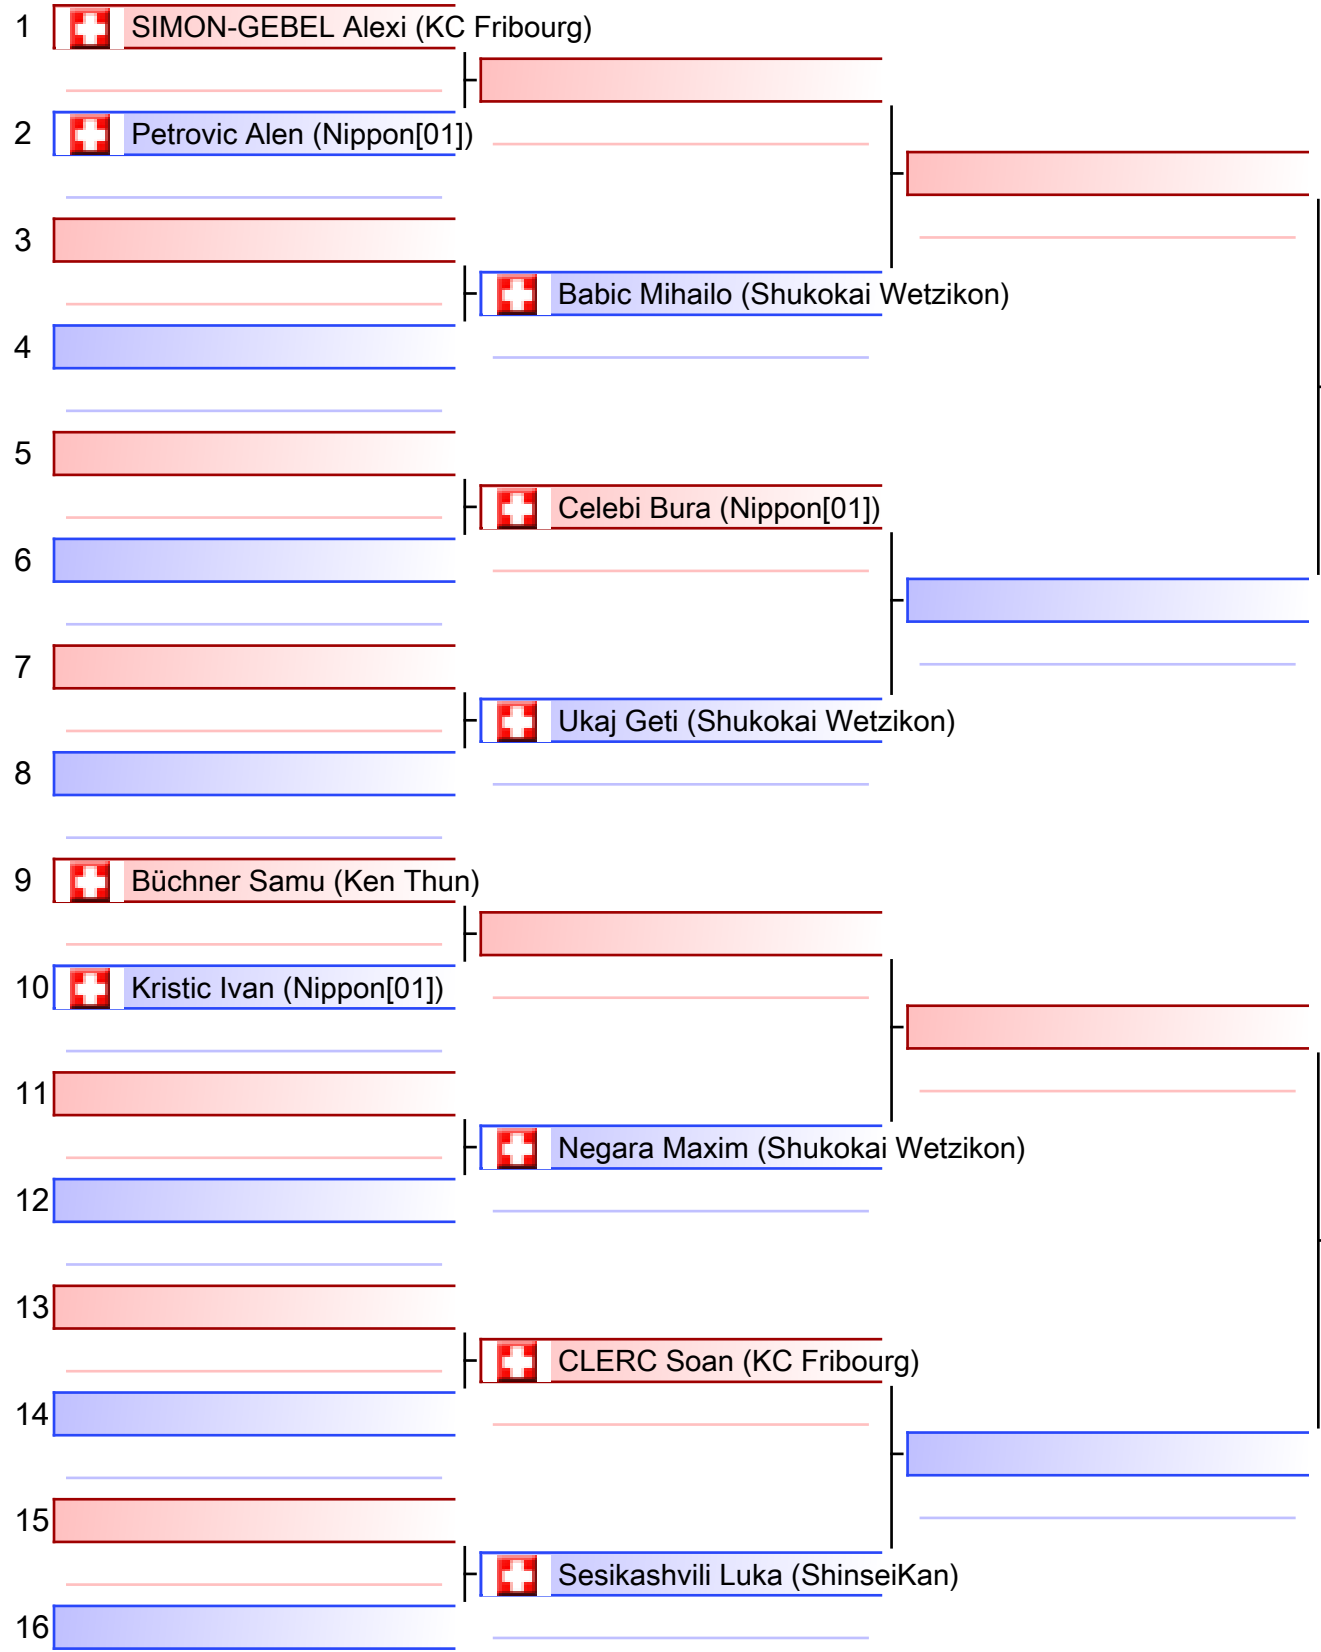 1 SIMON-GEBEL Alexi (KC Fribourg)
2 Petrovic Alen (Nippon[01])
3
Babic Mihailo (Shukokai Wetzikon)
4
5
Celebi Bura (Nippon[01])
6
7
Ukaj Geti (Shukokai Wetzikon)
8
9 Büchner Samu (Ken Thun)
10 Kristic Ivan (Nippon[01])
11
Negara Maxim (Shukokai Wetzikon)
12
13
CLERC Soan (KC Fribourg)
14
15
Sesikashvili Luka (ShinseiKan)
16